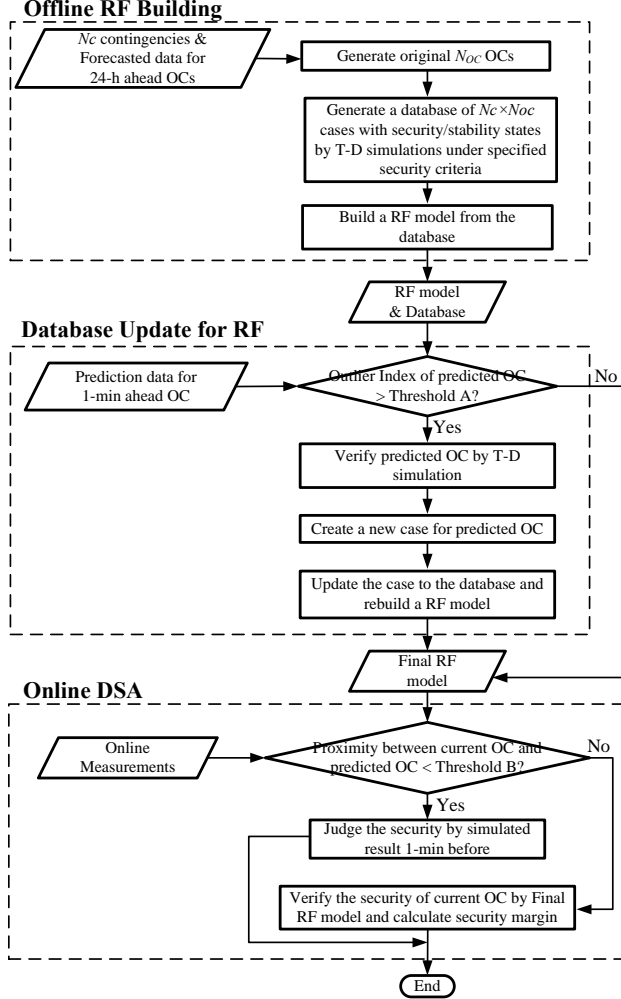 Offline RF Building
Nc contingencies &
Forecasted data for
24-h ahead OCs
Generate original NOC OCs
Generate a database of Nc×Noc
cases with security/stability states
by T-D simulations under specified
security criteria
Build a RF model from the
database
RF model
& Database
Database Update for RF
Prediction data for
1-min ahead OC
Outlier Index of predicted OC
> Threshold A?
No
Yes
Verify predicted OC by T-D
simulation
Create a new case for predicted OC
Update the case to the database and
rebuild a RF model
Final RF
model
Online DSA
Online
Measurements
Proximity between current OC and
predicted OC < Threshold B?
No
Yes
Judge the security by simulated
result 1-min before
Verify the security of current OC by Final
RF model and calculate security margin
End